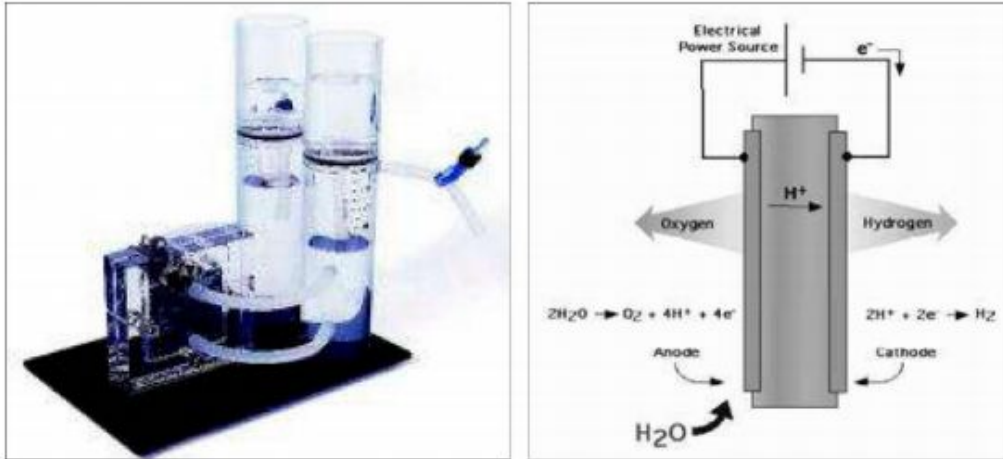 Electrical
Power Source
e⁻
H⁺
Oxygen
Hydrogen
2H₂O → O₂ + 4H⁺ + 4e⁻
2H⁺ + 2e⁻ → H₂
Anode
Cathode
H₂O